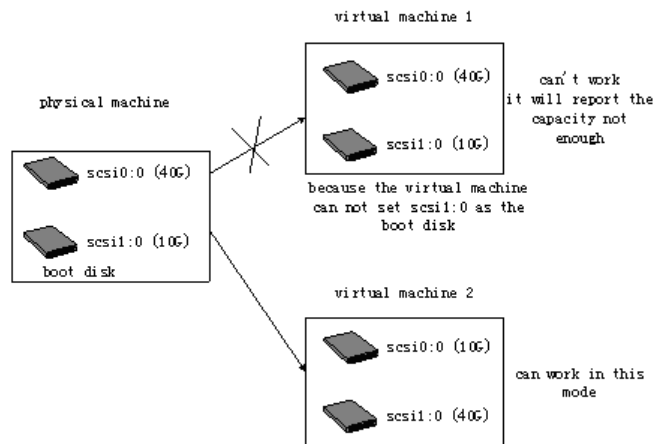 physical machine
scsi0:0 (40G)
scsi1:0 (10G)
boot disk
virtual machine 1
scsi0:0 (40G)
scsi1:0 (10G)
can't work
it will report the
capacity not
enough
because the virtual machine
can not set scsi1:0 as the
boot disk
virtual machine 2
scsi0:0 (10G)
scsi1:0 (40G)
can work in this
mode